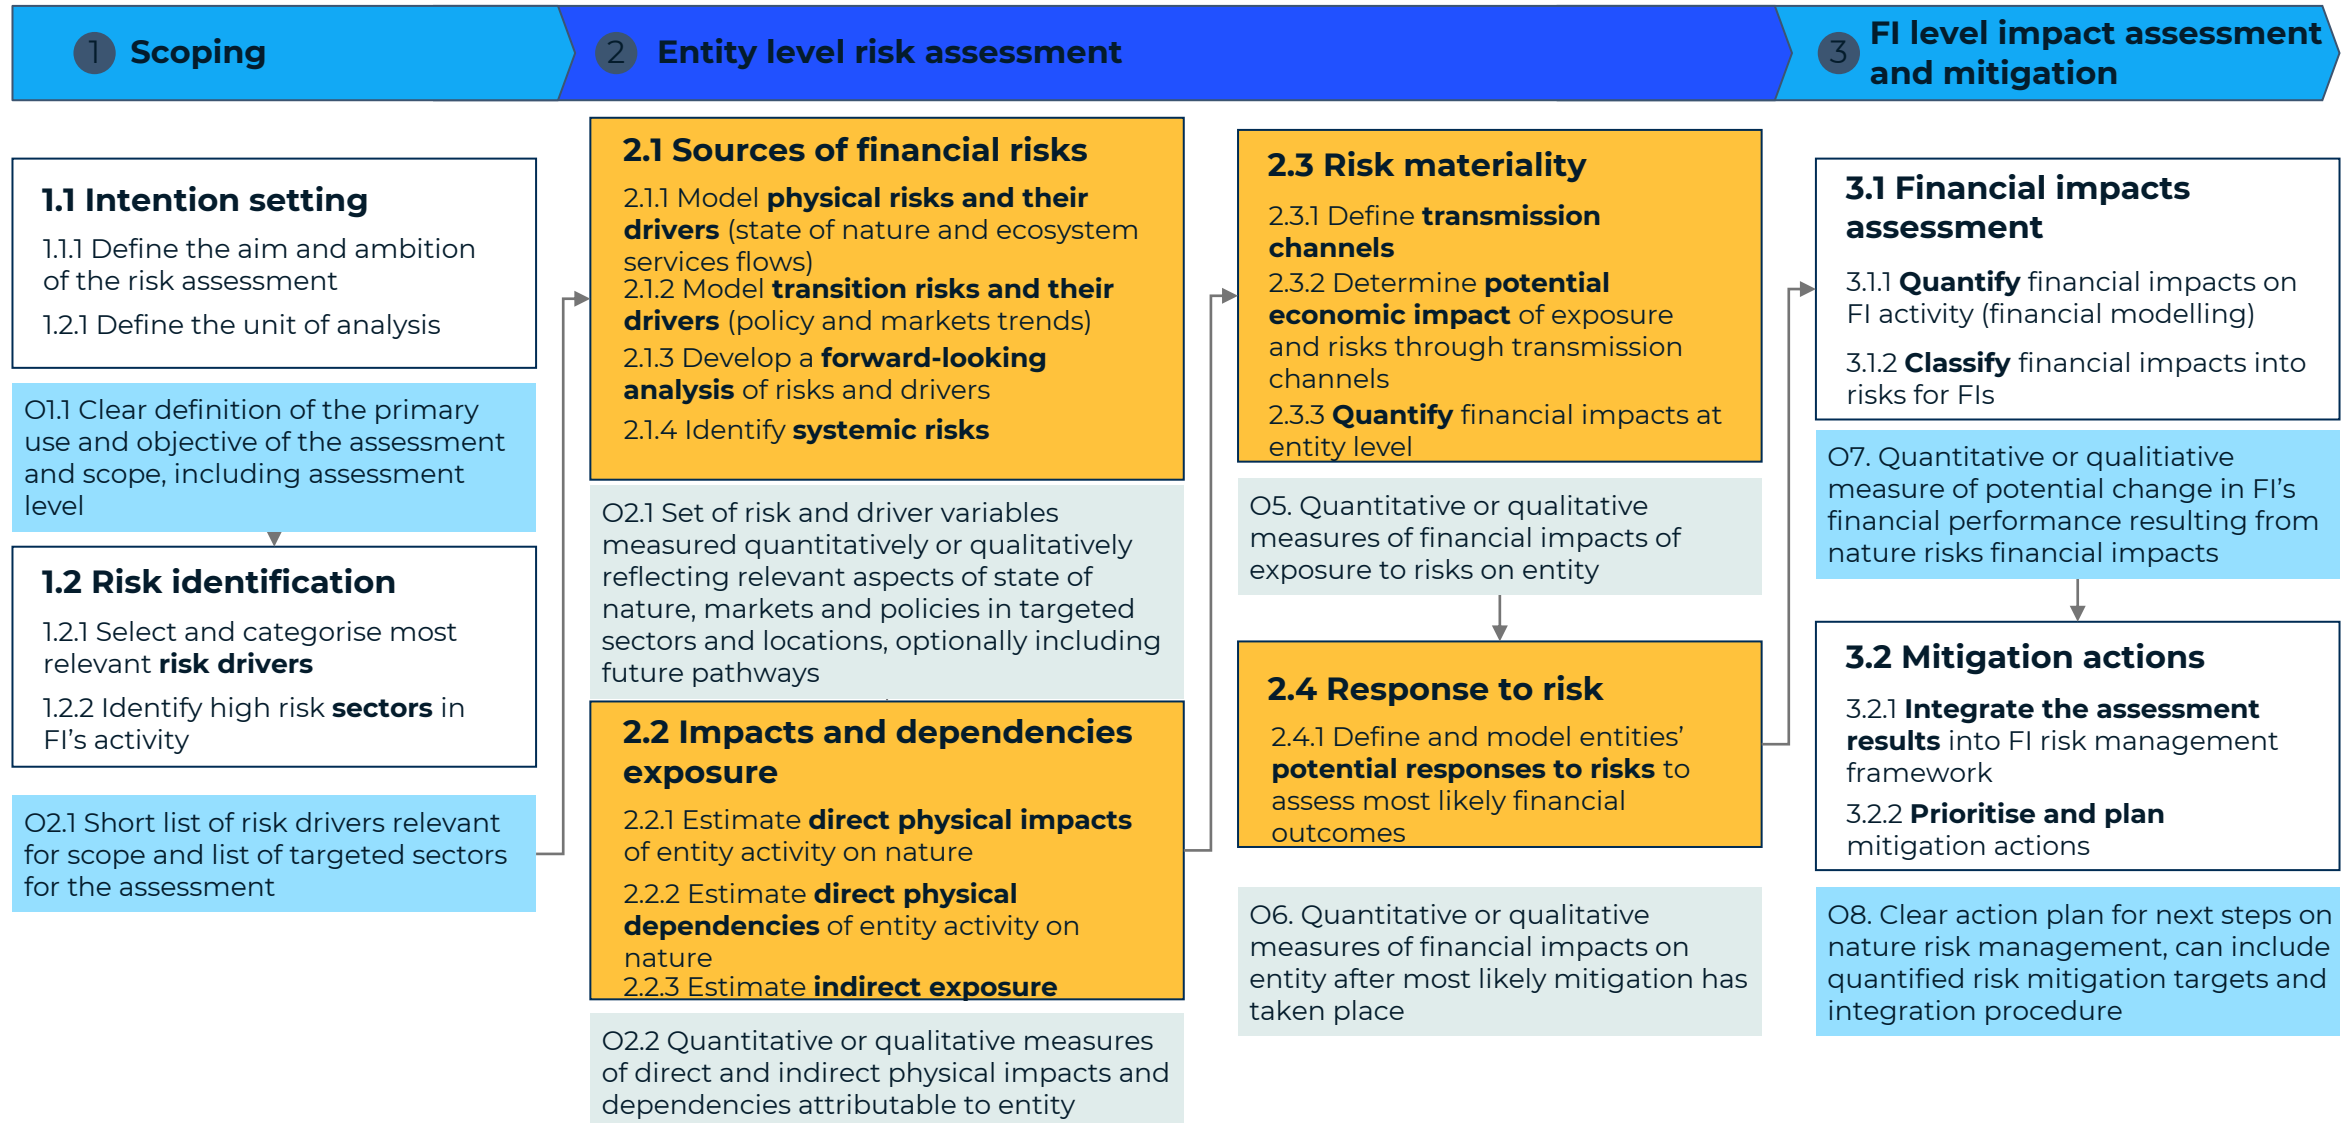 1 Scoping
2 Entity level risk assessment
3 FI level impact assessment
and mitigation
1.1 Intention setting
1.1.1 Define the aim and ambition
of the risk assessment
1.2.1 Define the unit of analysis
O1.1 Clear definition of the primary
use and objective of the assessment
and scope, including assessment
level
1.2 Risk identification
1.2.1 Select and categorise most
relevant risk drivers
1.2.2 Identify high risk sectors in
FI's activity
O2.1 Short list of risk drivers relevant
for scope and list of targeted sectors
for the assessment
2.1 Sources of financial risks
2.1.1 Model physical risks and their
drivers (state of nature and ecosystem
services flows)
2.1.2 Model transition risks and their
drivers (policy and markets trends)
2.1.3 Develop a forward-looking
analysis of risks and drivers
2.1.4 Identify systemic risks
O2.1 Set of risk and driver variables
measured quantitatively or qualitatively
reflecting relevant aspects of state of
nature, markets and policies in targeted
sectors and locations, optionally including
future pathways
2.2 Impacts and dependencies
exposure
2.2.1 Estimate direct physical impacts
of entity activity on nature
2.2.2 Estimate direct physical
dependencies of entity activity on
nature
2.2.3 Estimate indirect exposure
O2.2 Quantitative or qualitative measures
of direct and indirect physical impacts and
dependencies attributable to entity
2.3 Risk materiality
2.3.1 Define transmission
channels
2.3.2 Determine potential
economic impact of exposure
and risks through transmission
channels
2.3.3 Quantify financial impacts at
entity level
O5. Quantitative or qualitative
measures of financial impacts of
exposure to risks on entity
2.4 Response to risk
2.4.1 Define and model entities'
potential responses to risks to
assess most likely financial
outcomes
O6. Quantitative or qualitative
measures of financial impacts on
entity after most likely mitigation has
taken place
3.1 Financial impacts
assessment
3.1.1 Quantify financial impacts on
FI activity (financial modelling)
3.1.2 Classify financial impacts into
risks for FIs
O7. Quantitative or qualitiative
measure of potential change in FI's
financial performance resulting from
nature risks financial impacts
3.2 Mitigation actions
3.2.1 Integrate the assessment
results into FI risk management
framework
3.2.2 Prioritise and plan
mitigation actions
O8. Clear action plan for next steps on
nature risk management, can include
quantified risk mitigation targets and
integration procedure